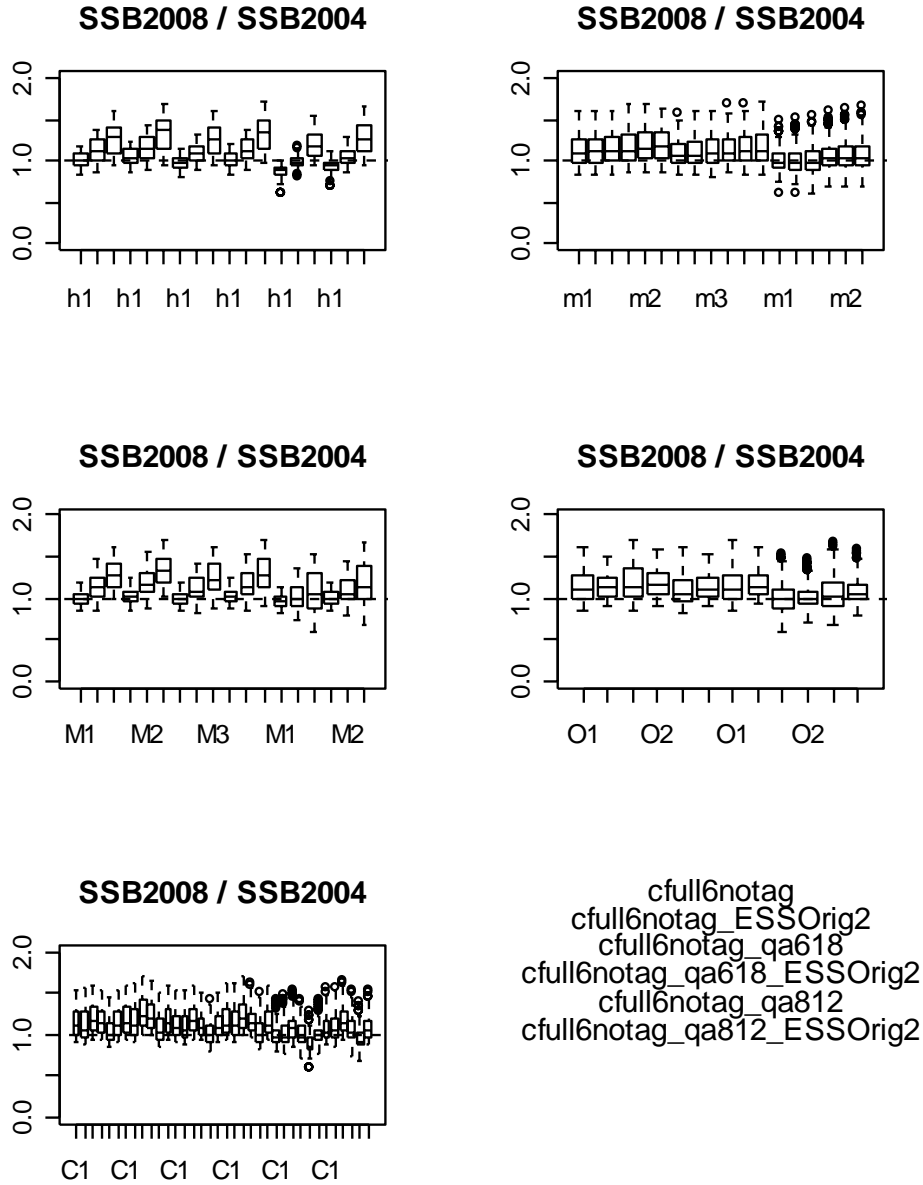 SSB2008 / SSB2004
2.0
1.0
0.0
h1 h1 h1 h1 h1 h1
SSB2008 / SSB2004
2.0
1.0
0.0
m1 m2 m3 m1 m2
SSB2008 / SSB2004
2.0
1.0
0.0
M1 M2 M3 M1 M2
SSB2008 / SSB2004
2.0
1.0
0.0
O1 O2 O1 O2
SSB2008 / SSB2004
2.0
1.0
0.0
C1 C1 C1 C1 C1 C1
cfull6notag
cfull6notag_ESSOrig2
cfull6notag_qa618
cfull6notag_qa618_ESSOrig2
cfull6notag_qa812
cfull6notag_qa812_ESSOrig2